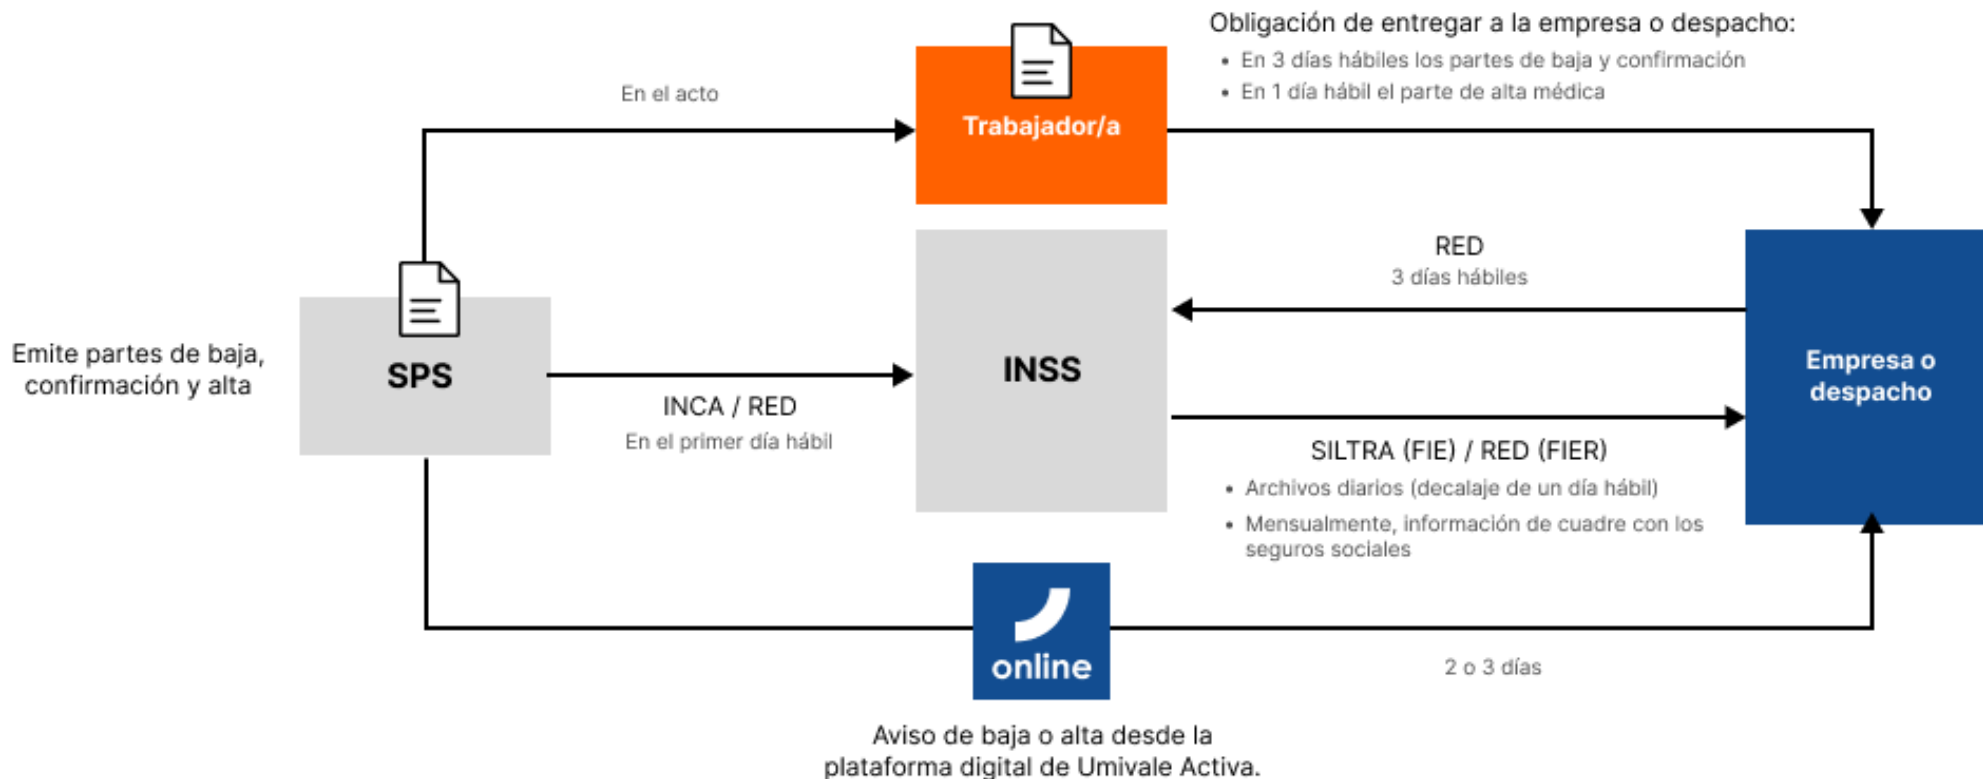 Obligación de entregar a la empresa o despacho:
• En 3 días hábiles los partes de baja y confirmación
• En 1 día hábil el parte de alta médica
En el acto
Trabajador/a
RED
3 días hábiles
Emite partes de baja,
confirmación y alta
SPS
INCA / RED
En el primer día hábil
INSS
Empresa o
despacho
SILTRA (FIE) / RED (FIER)
• Archivos diarios (decalaje de un día hábil)
• Mensualmente, información de cuadre con los
seguros sociales
online
2 o 3 días
Aviso de baja o alta desde la
plataforma digital de Umivale Activa.